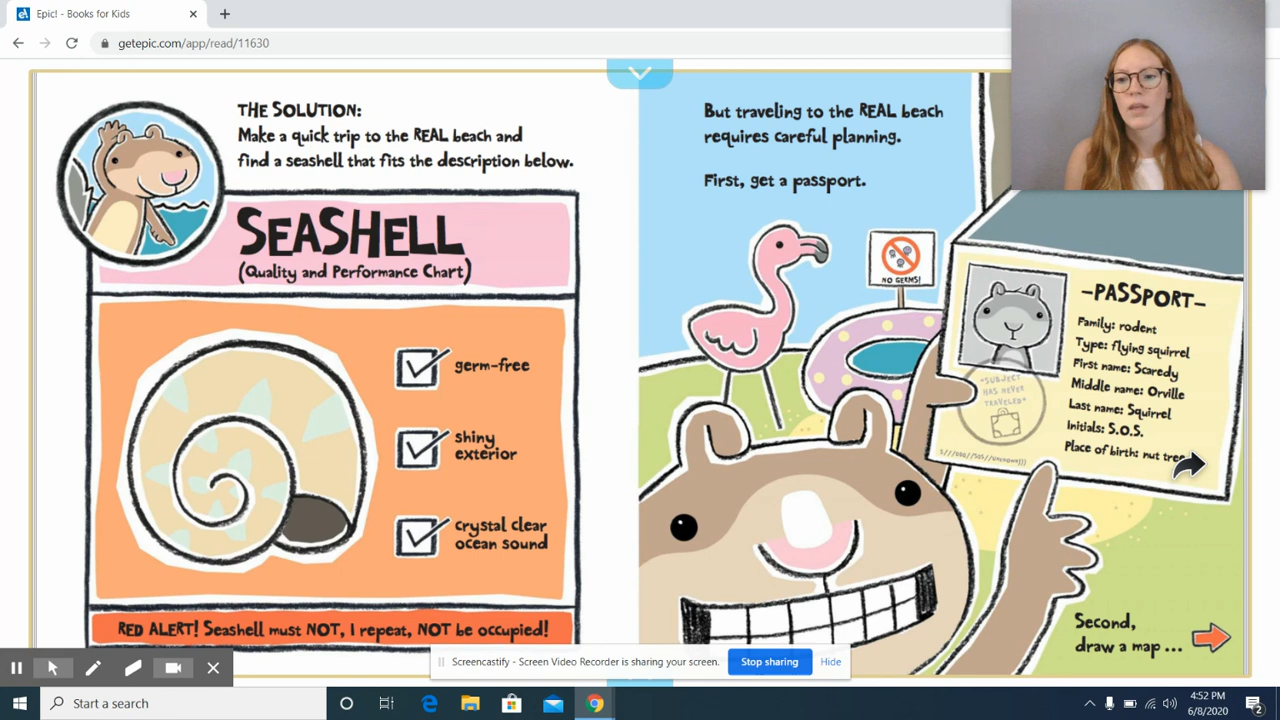 Epic! - Books for Kids
getepic.com/app/read/11630
THE SOLUTION:
Make a quick trip to the REAL beach and
find a seashell that fits the description below.
SEASHELL
(Quality and Performance Chart)
germ-free
shiny
exterior
crystal clear
ocean sound
RED ALERT! Seashell must NOT, I repeat, NOT be occupied!
But traveling to the REAL beach
requires careful planning.
First, get a passport.
NO GERMS!
-PASSPORT-
Family: rodent
Type: flying squirrel
First name: Scaredy
Middle name: Orville
Last name: Squirrel
Initials: S.O.S.
Place of birth: nut tree
*SUBJECT
HAS NEVER
TRAVELED*
Second,
draw a map ...
Screencastify - Screen Video Recorder is sharing your screen.
Stop sharing
Hide
Start a search
4:52 PM
6/8/2020
2